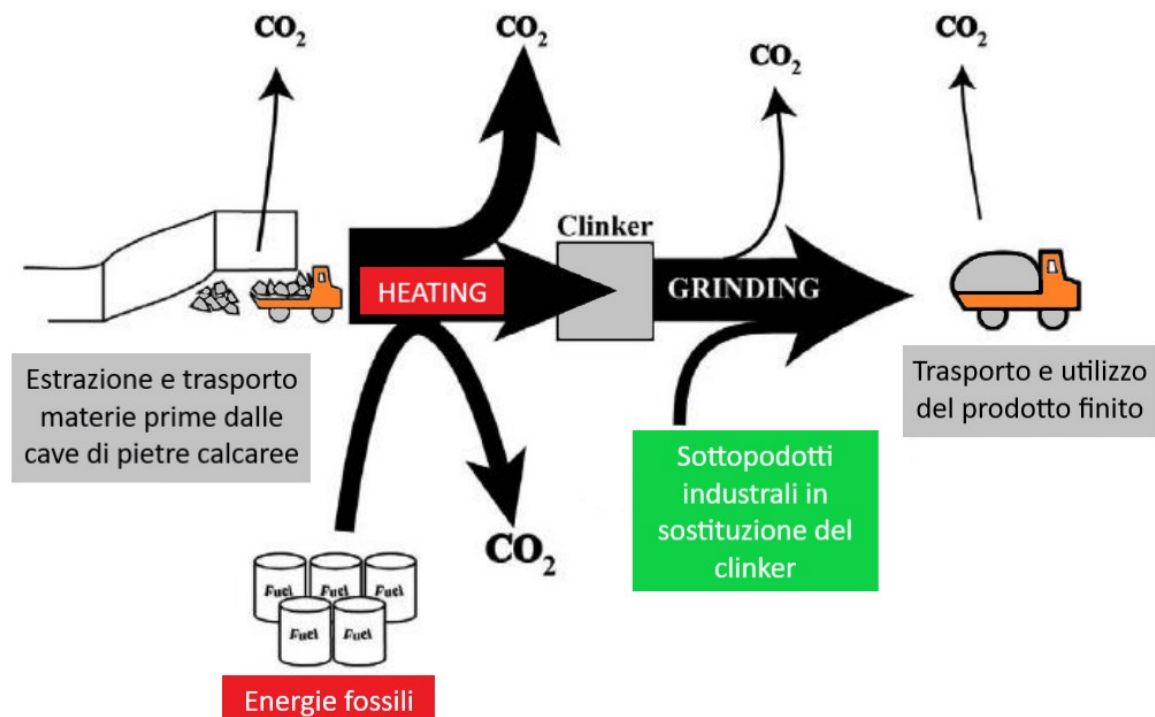 CO₂
CO₂
CO₂
CO₂
Clinker
HEATING
GRINDING
Estrazione e trasporto
materie prime dalle
cave di pietre calcaree
Trasporto e utilizzo
del prodotto finito
Sottopodotti
industrali in
sostituzione del
clinker
CO₂
Fuel
Fuel
Fuel
Fuel
Fuel
Energie fossili